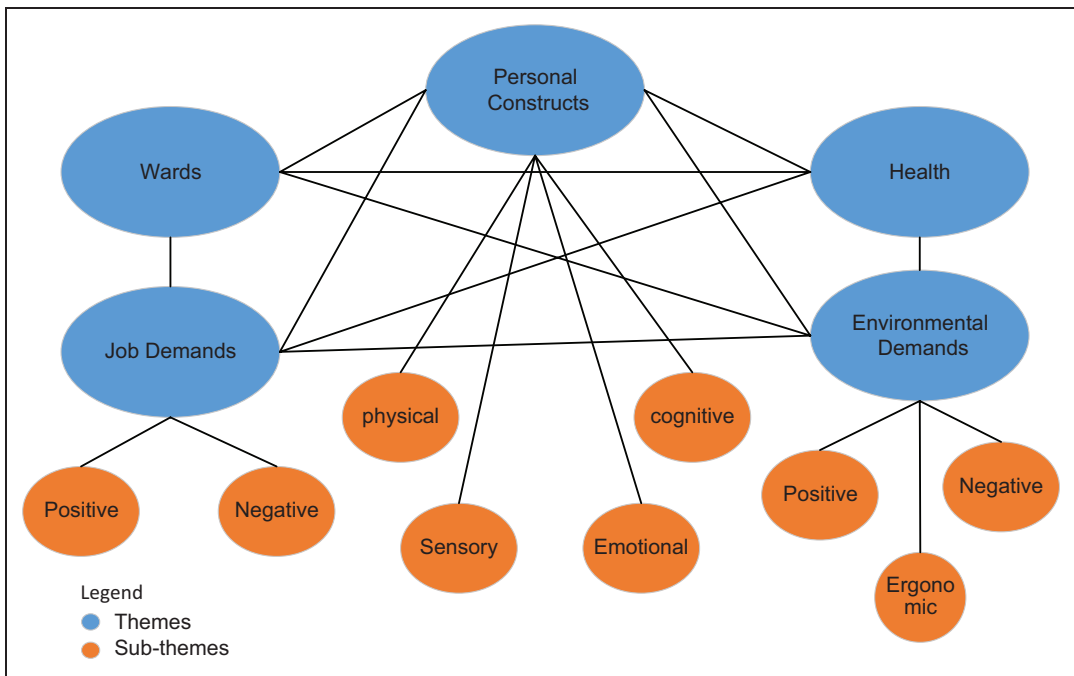 Personal
Constructs
Wards
Health
Job Demands
Environmental
Demands
physical
cognitive
Positive
Negative
Sensory
Emotional
Positive
Negative
Ergono
mic
Legend
Themes
Sub-themes